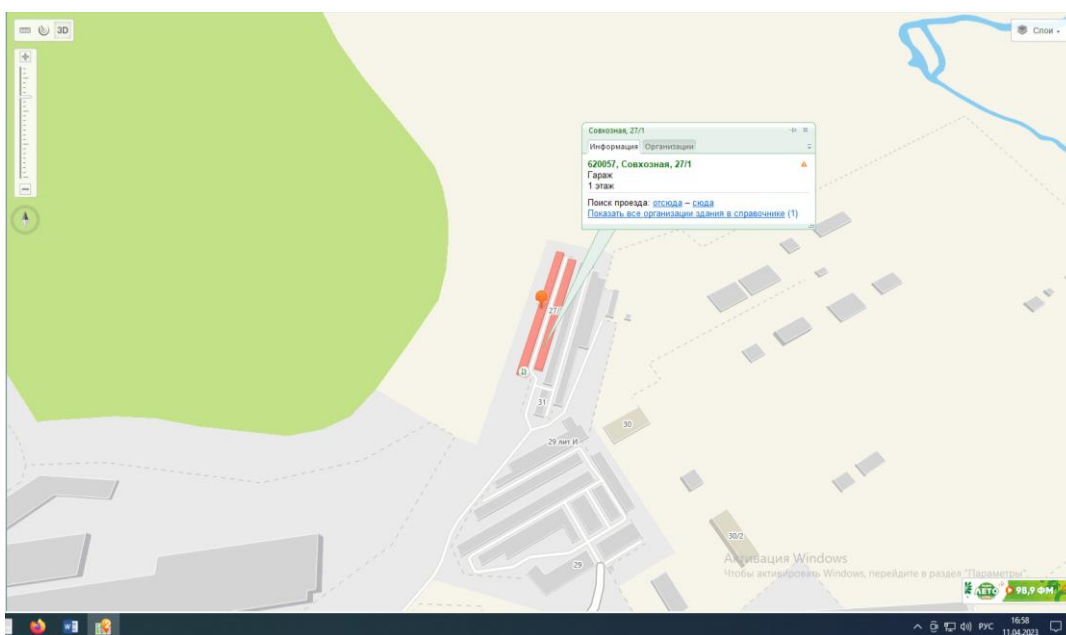 3D
Слои
Совхозная, 27/1
Информация Организации
620057, Совхозная, 27/1
Гараж
1 этаж
Поиск проезда: отсюда – сюда
Показать все организации здания в справочнике (1)
27/
31
30
29 лит И
30/2
29
Активация Windows
Чтобы активировать Windows, перейдите в раздел "Параметры".
ЛЕТО 98,9 ФМ
РУС
16:58
11.04.2023